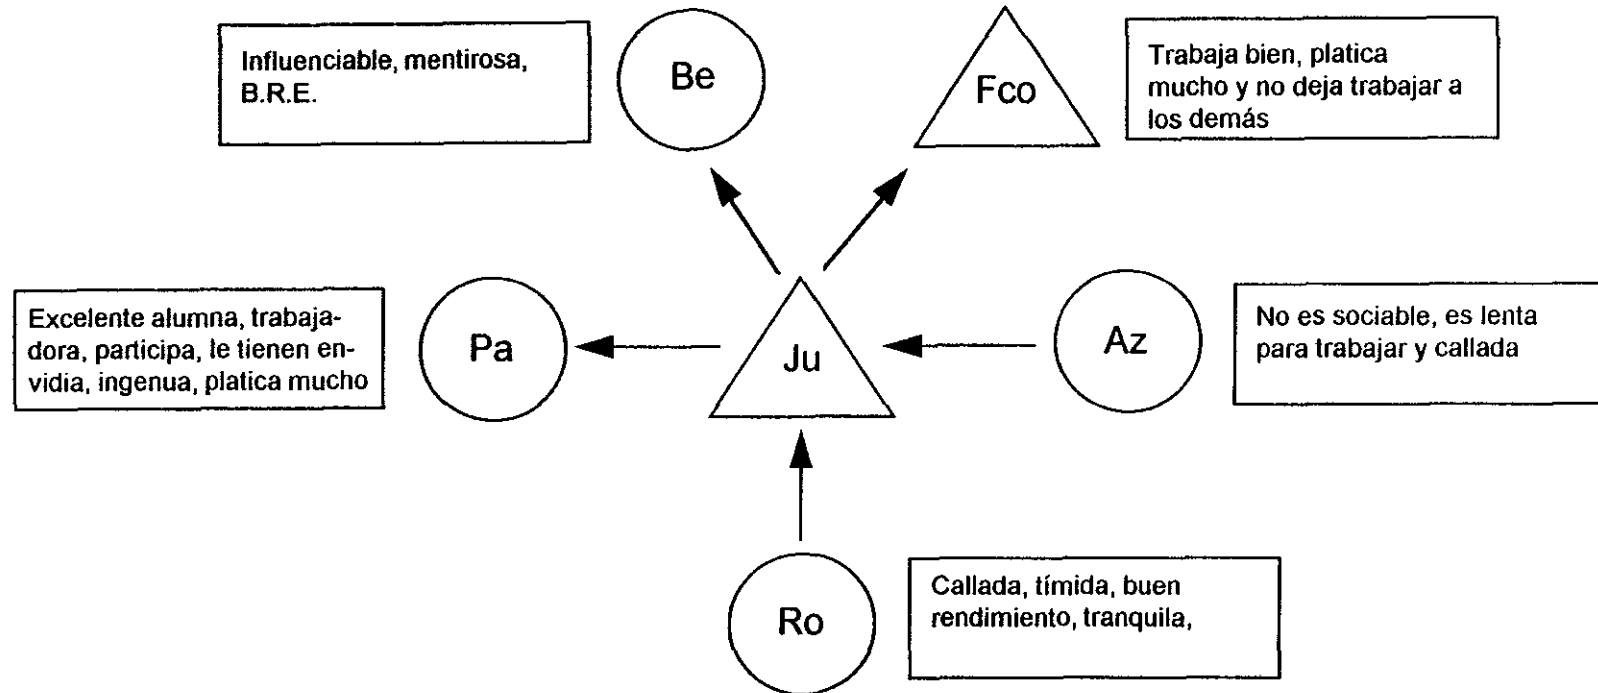 Influenciable, mentirosa,
B.R.E.
Be
Fco
Trabaja bien, platica
mucho y no deja trabajar a
los demás
Excelente alumna, trabaja-
dora, participa, le tienen en-
vidia, ingenua, platica mucho
Pa
Ju
Az
No es sociable, es lenta
para trabajar y callada
Ro
Callada, tímida, buen
rendimiento, tranquila,